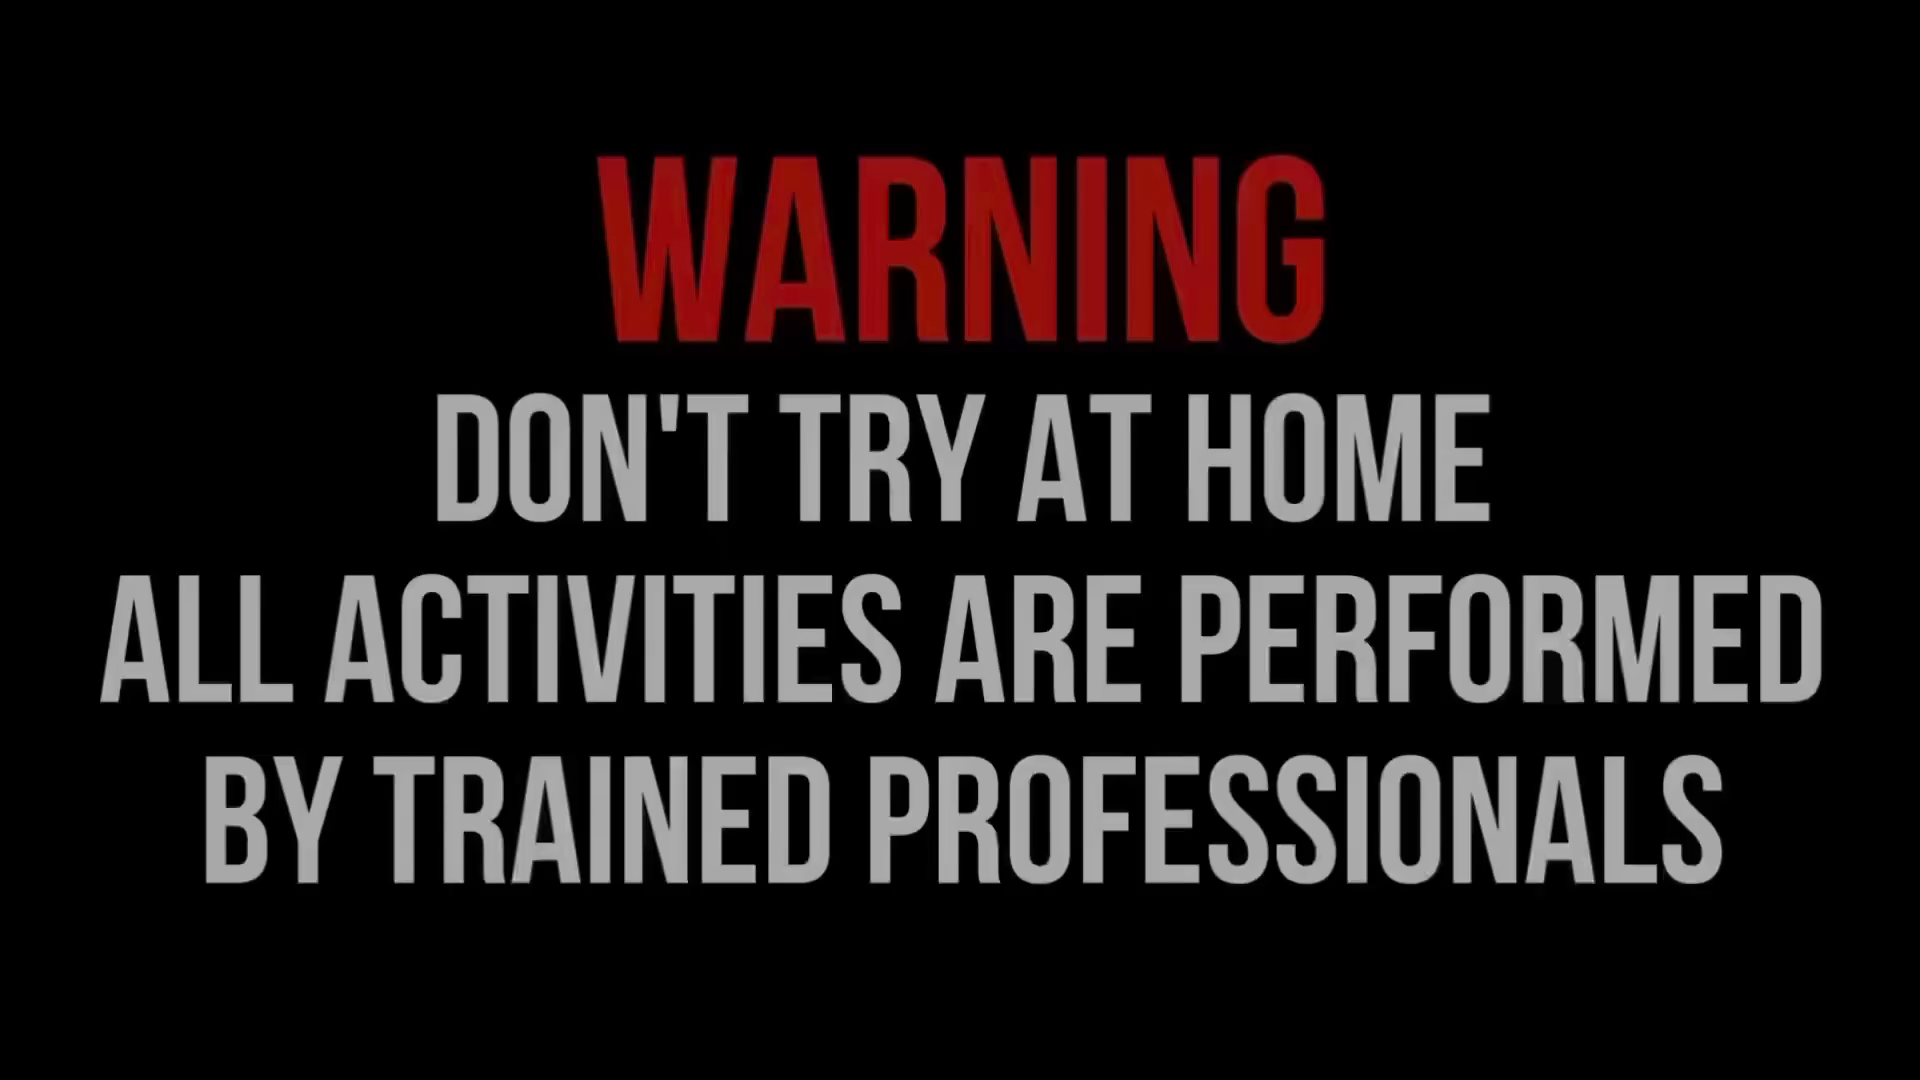 WARNING
DON'T TRY AT HOME
ALL ACTIVITIES ARE PERFORMED
BY TRAINED PROFESSIONALS